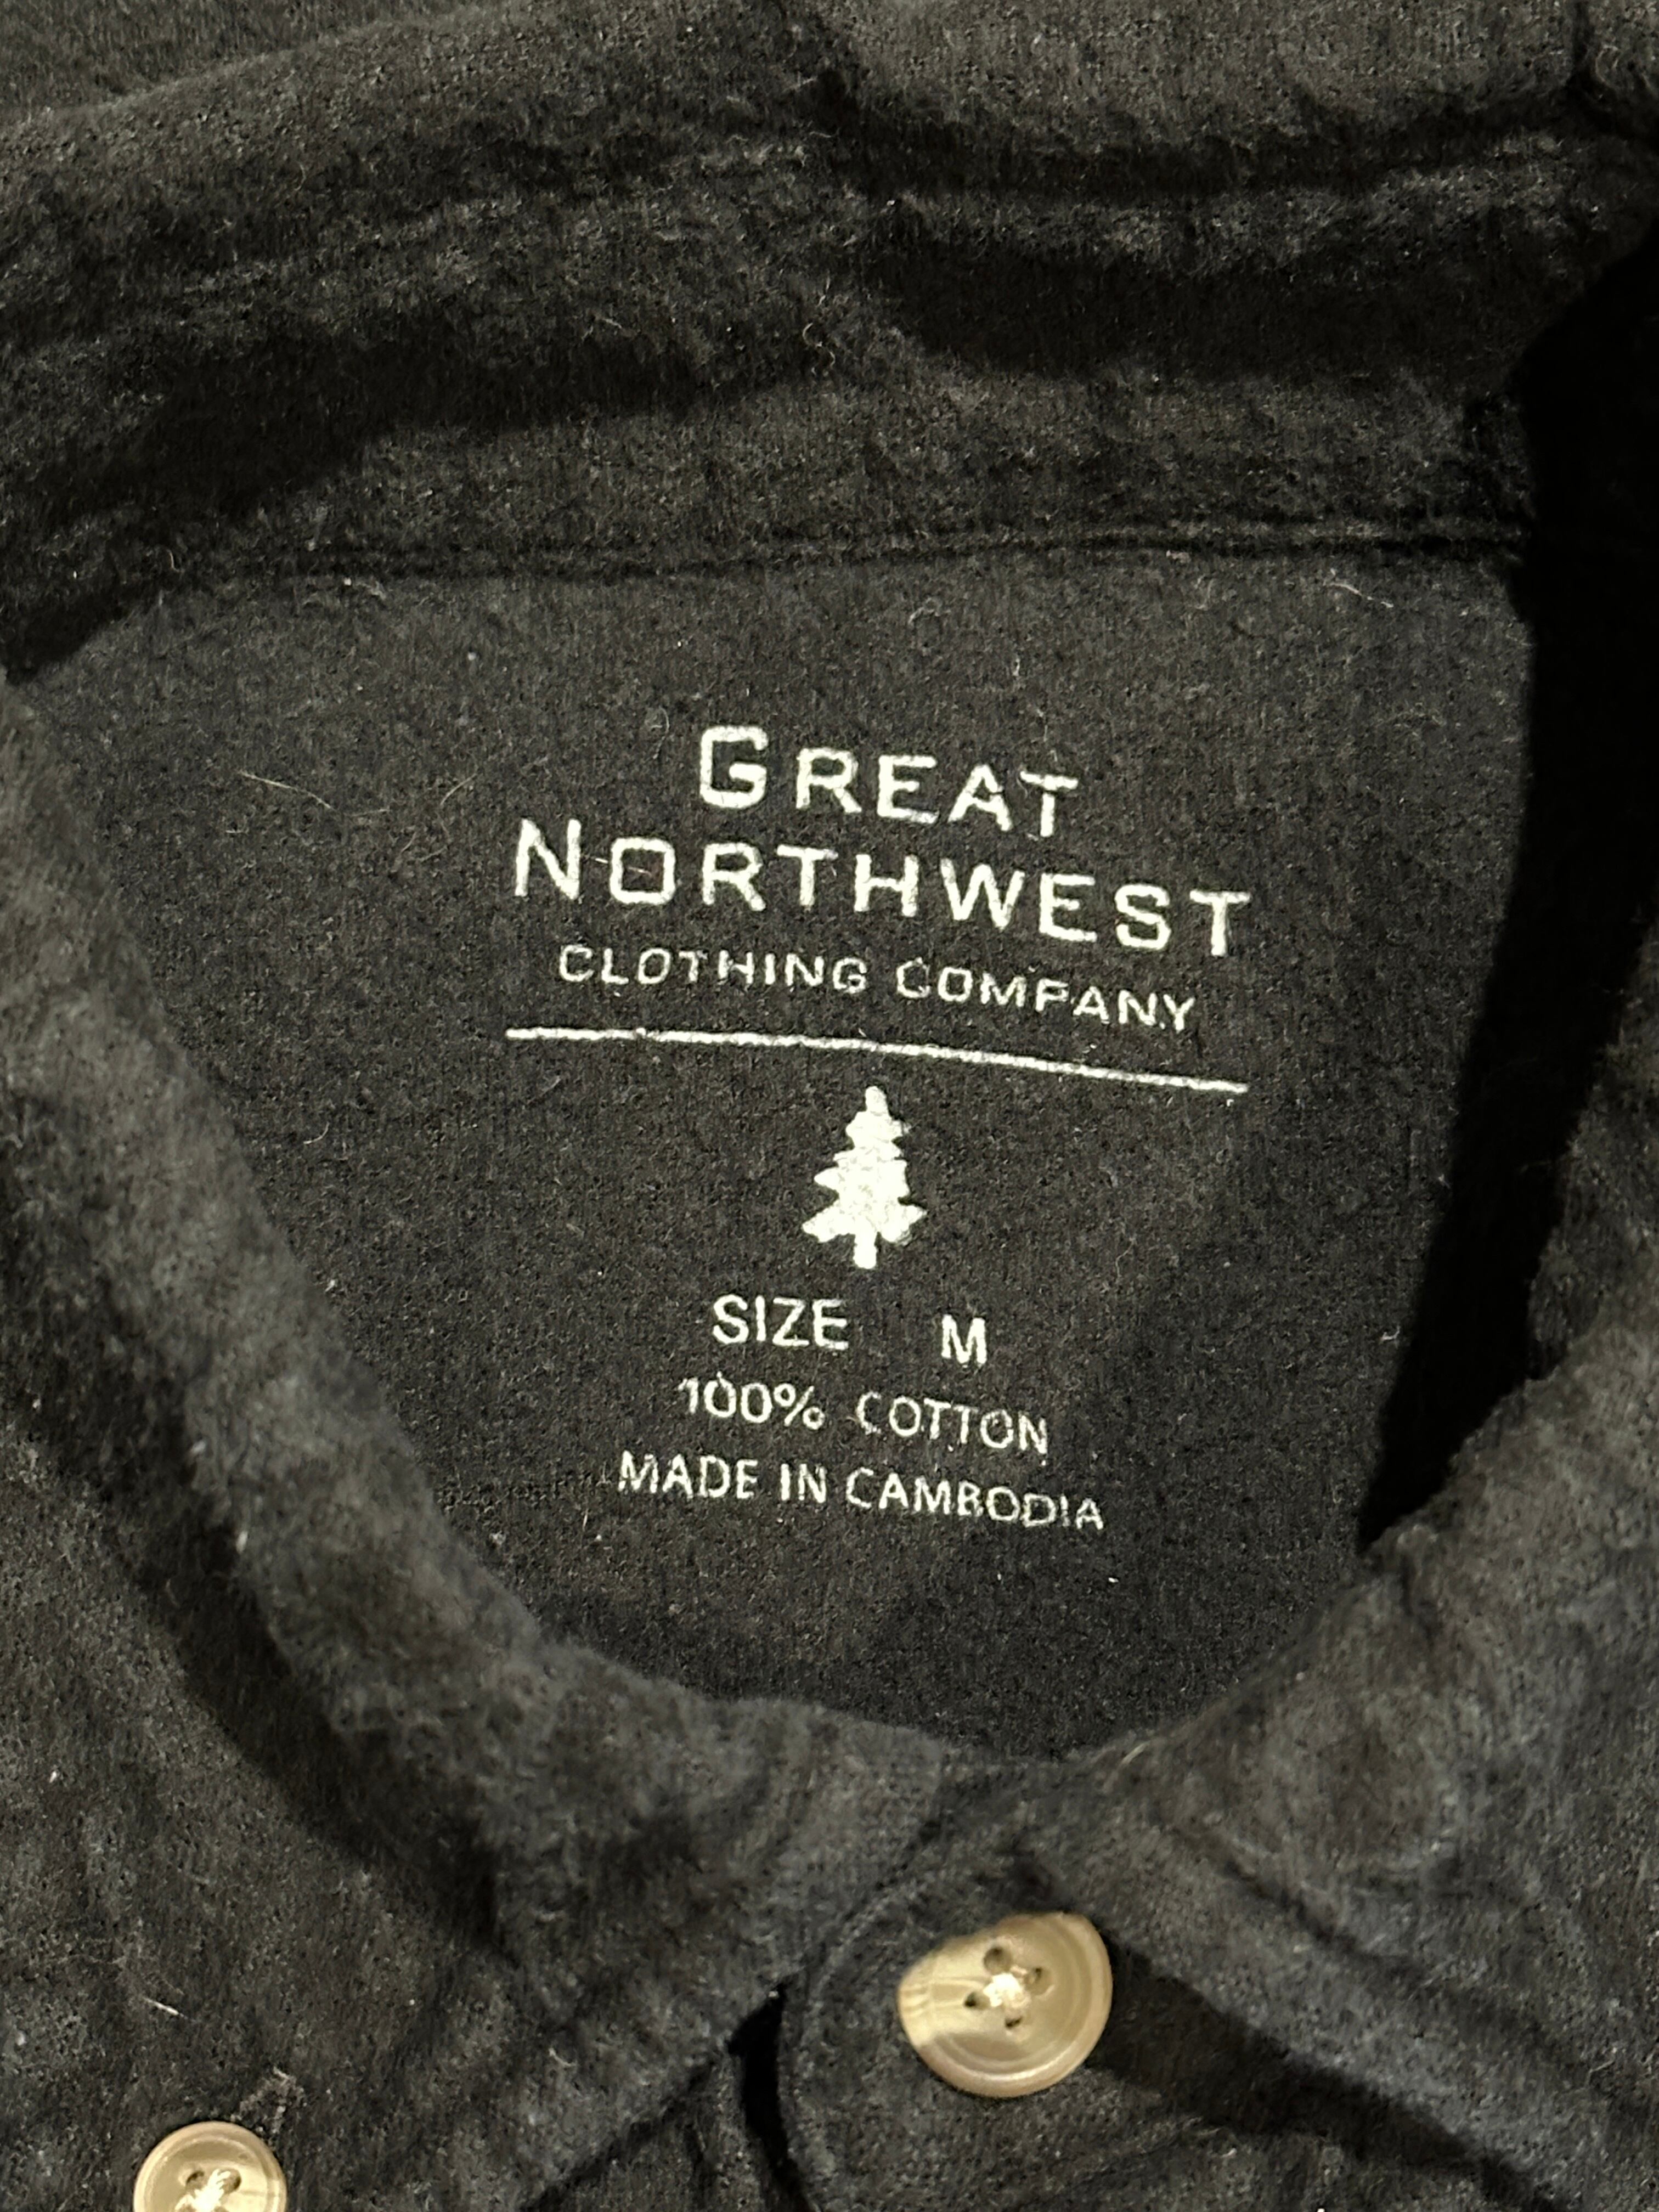 GREAT
NORTHWEST
CLOTHING COMPANY
SIZE M
100% COTTON
MADE IN CAMBODIA